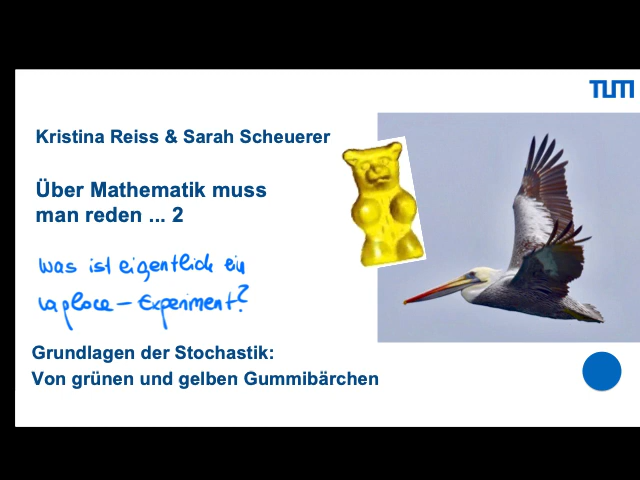 TUM
Kristina Reiss & Sarah Scheuerer
Über Mathematik muss
man reden ... 2
was ist eigentlich ein
Laplace-Experiment?
Grundlagen der Stochastik:
Von grünen und gelben Gummibärchen